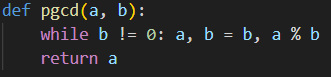 def pgcd(a, b):
    while b != 0: a, b = b, a % b
    return a